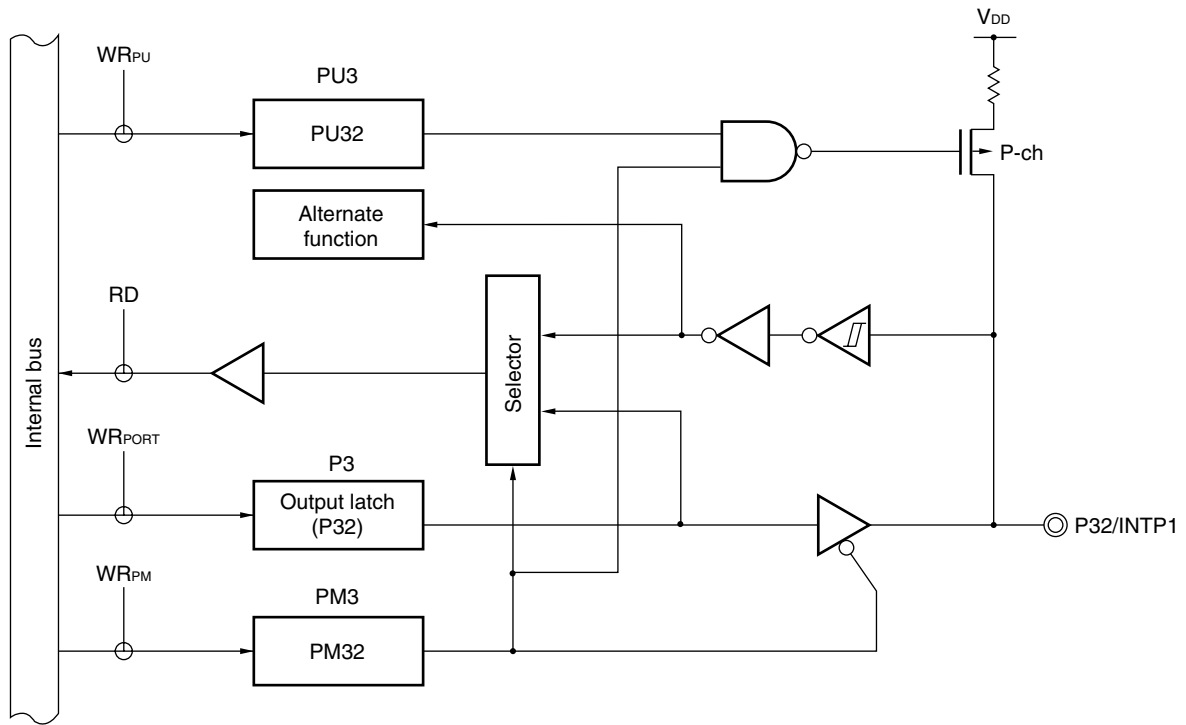 VDD
WRPU
PU3
PU32
P-ch
Alternate
function
RD
Selector
Internal bus
WRPORT
P3
Output latch
(P32)
P32/INTP1
WRPM
PM3
PM32